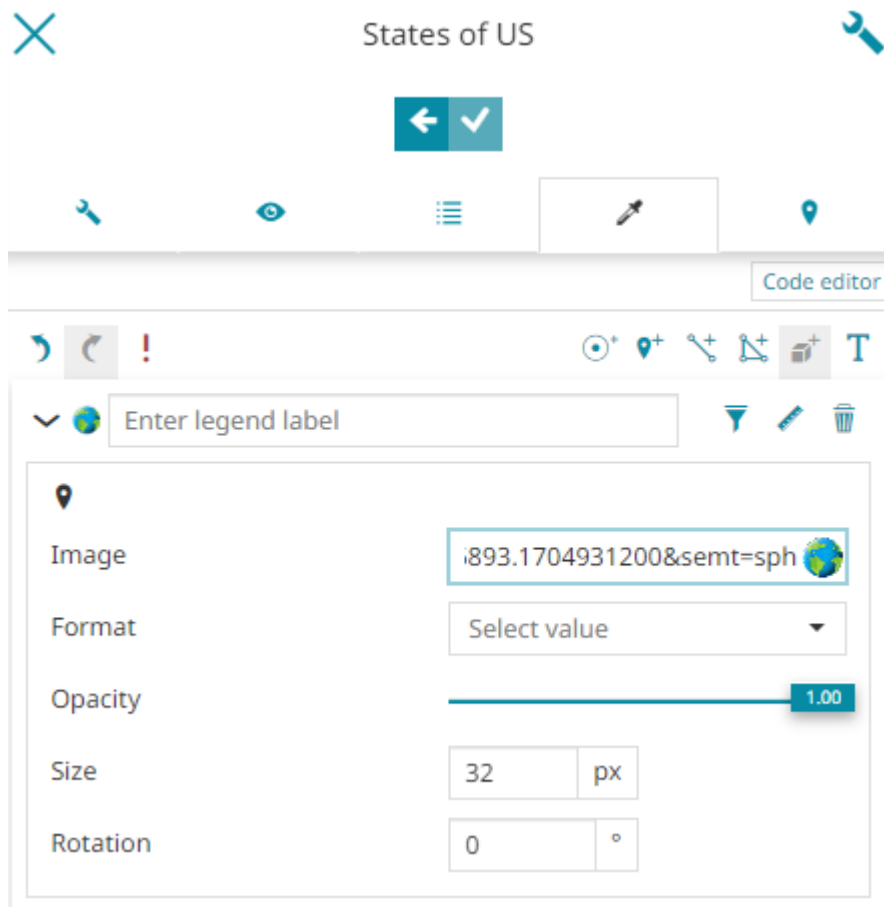 States of US
Code editor
T
Enter legend label
Image
893.1704931200&semt=sph
Format
Select value
Opacity
1.00
Size
32
px
Rotation
0
°